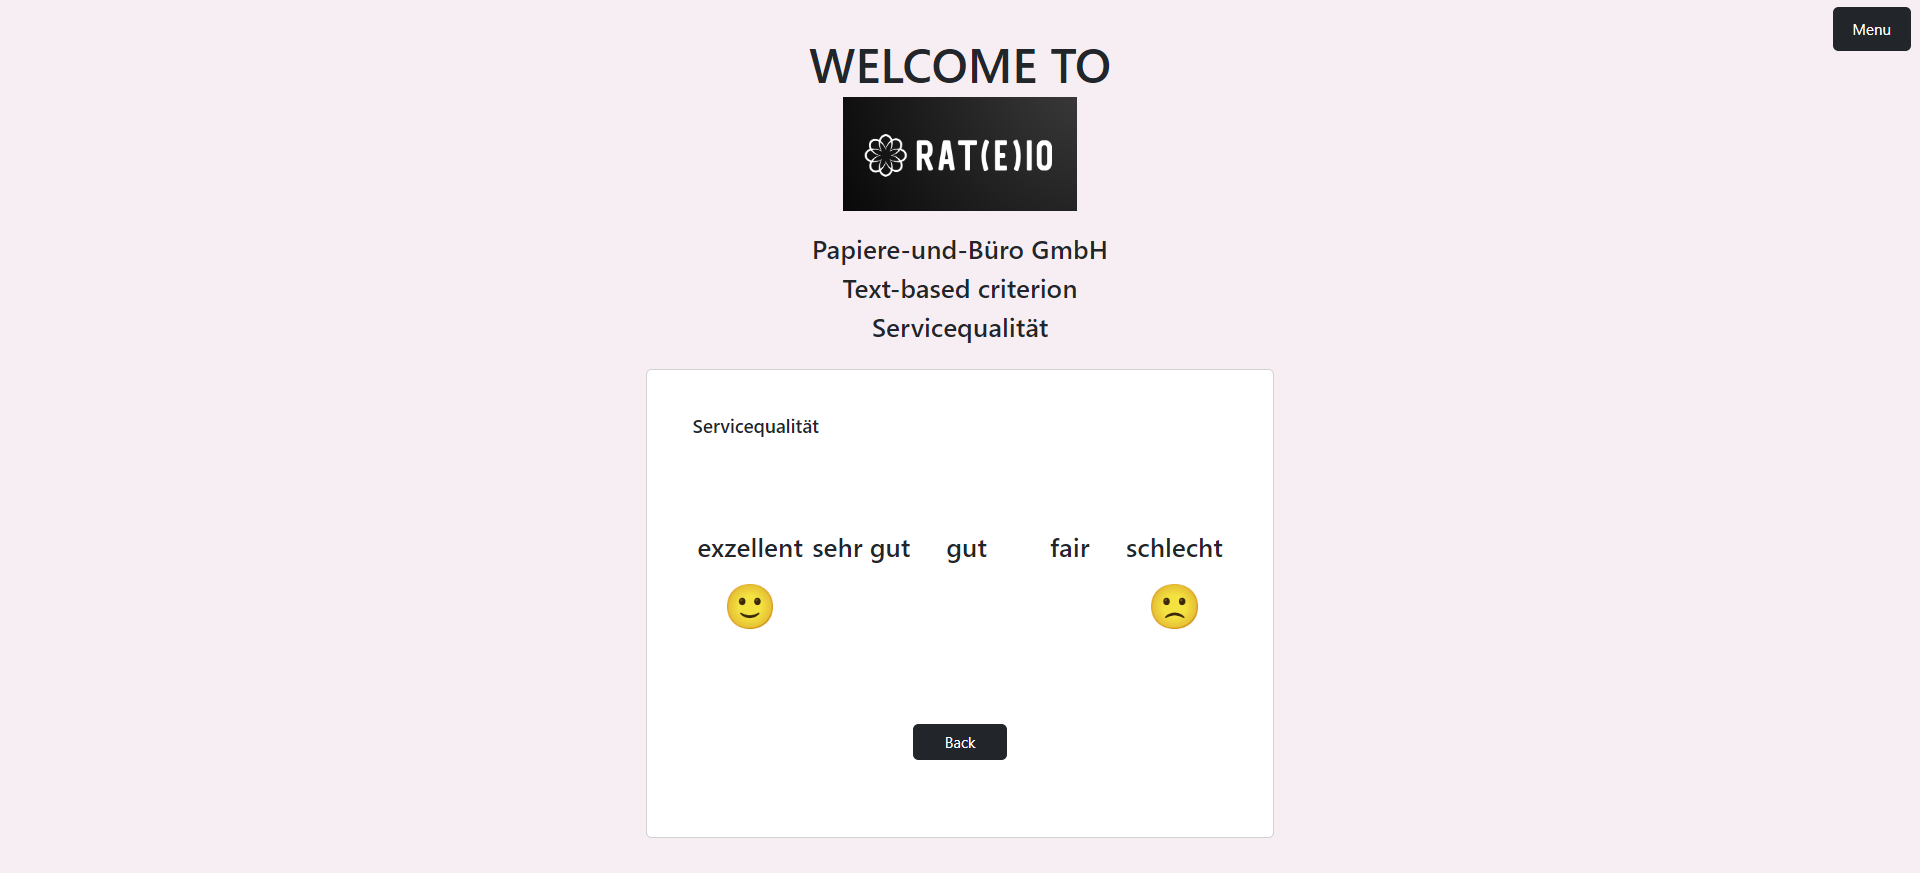 Menu
WELCOME TO
RAT(E)IO
Papiere-und-Büro GmbH
Text-based criterion
Servicequalität
Servicequalität
exzellent sehr gut gut fair schlecht
Back